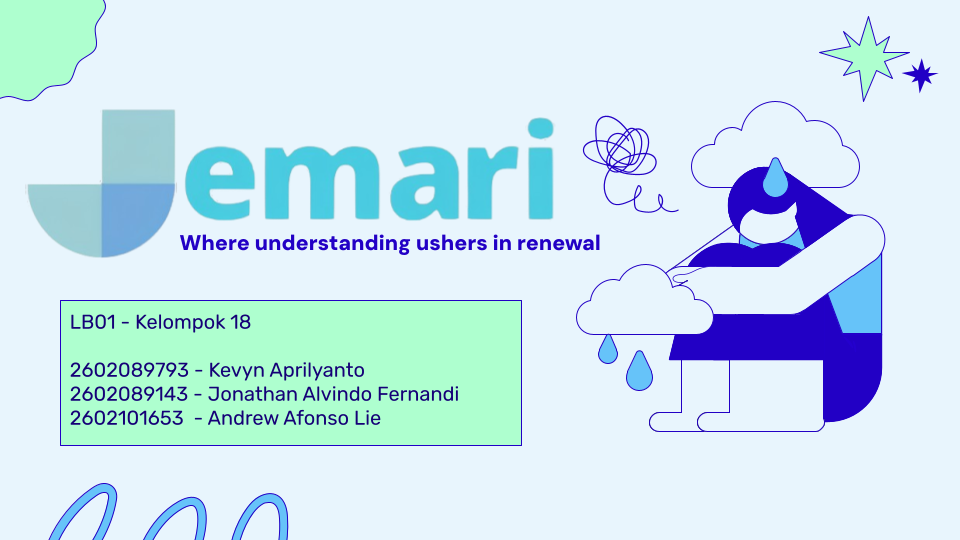 Jemari
Where understanding ushers in renewal
LB01 - Kelompok 18
2602089793 - Kevyn Aprilyanto
2602089143 - Jonathan Alvindo Fernandi
2602101653 - Andrew Afonso Lie